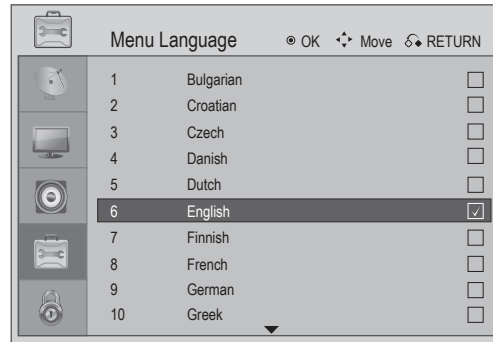 Menu Language OK Move RETURN
1 Bulgarian
2 Croatian
3 Czech
4 Danish
5 Dutch
6 English
7 Finnish
8 French
9 German
10 Greek